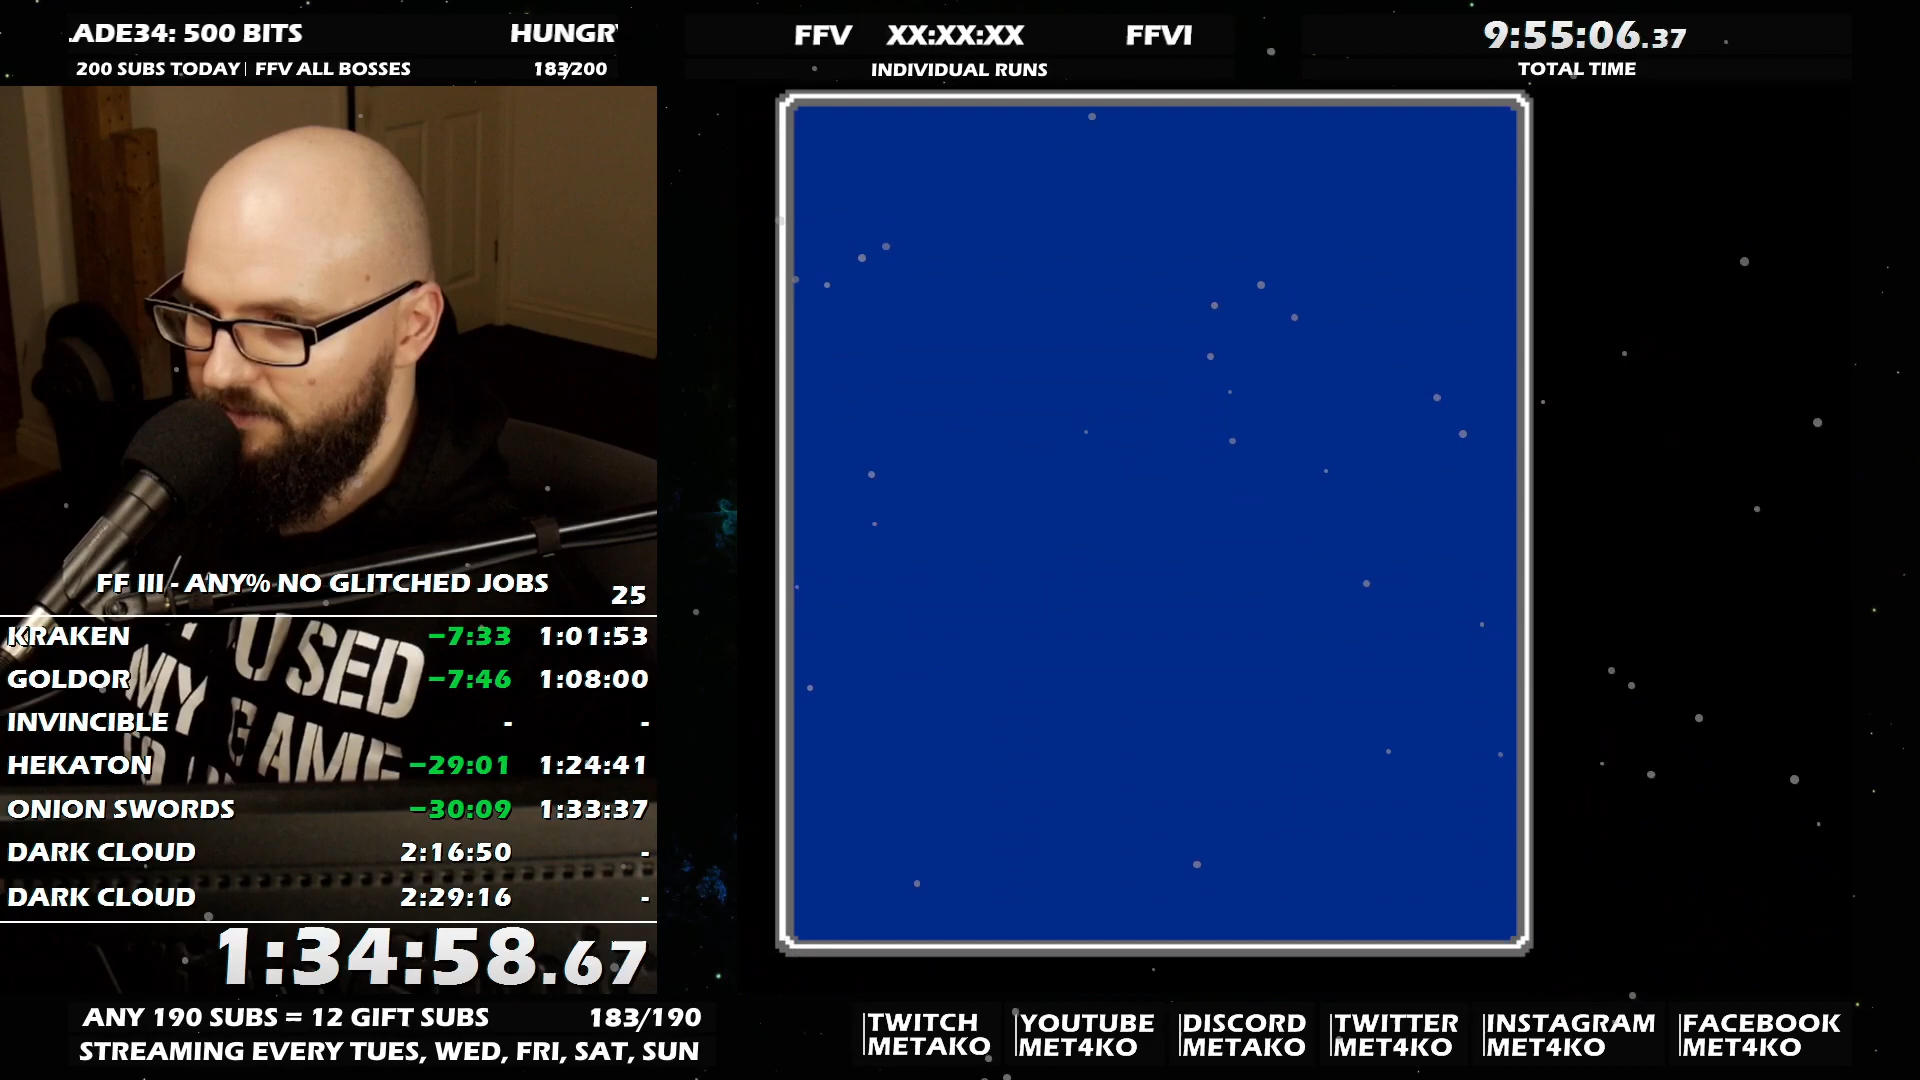 .ADE34: 500 BITS HUNGRY
200 SUBS TODAY | FFV ALL BOSSES 183/200
FFV XX:XX:XX FFVI
INDIVIDUAL RUNS
9:55:06.37
TOTAL TIME
FF III - ANY% NO GLITCHED JOBS 25
KRAKEN −7:33 1:01:53
GOLDOR −7:46 1:08:00
INVINCIBLE - -
HEKATON −29:01 1:24:41
ONION SWORDS −30:09 1:33:37
DARK CLOUD 2:16:50 -
DARK CLOUD 2:29:16 -
1:34:58.67
USED
MY GAME
ANY 190 SUBS = 12 GIFT SUBS 183/190
STREAMING EVERY TUES, WED, FRI, SAT, SUN
TWITCH
METAKO
YOUTUBE
MET4KO
DISCORD
METAKO
TWITTER
MET4KO
INSTAGRAM
MET4KO
FACEBOOK
MET4KO